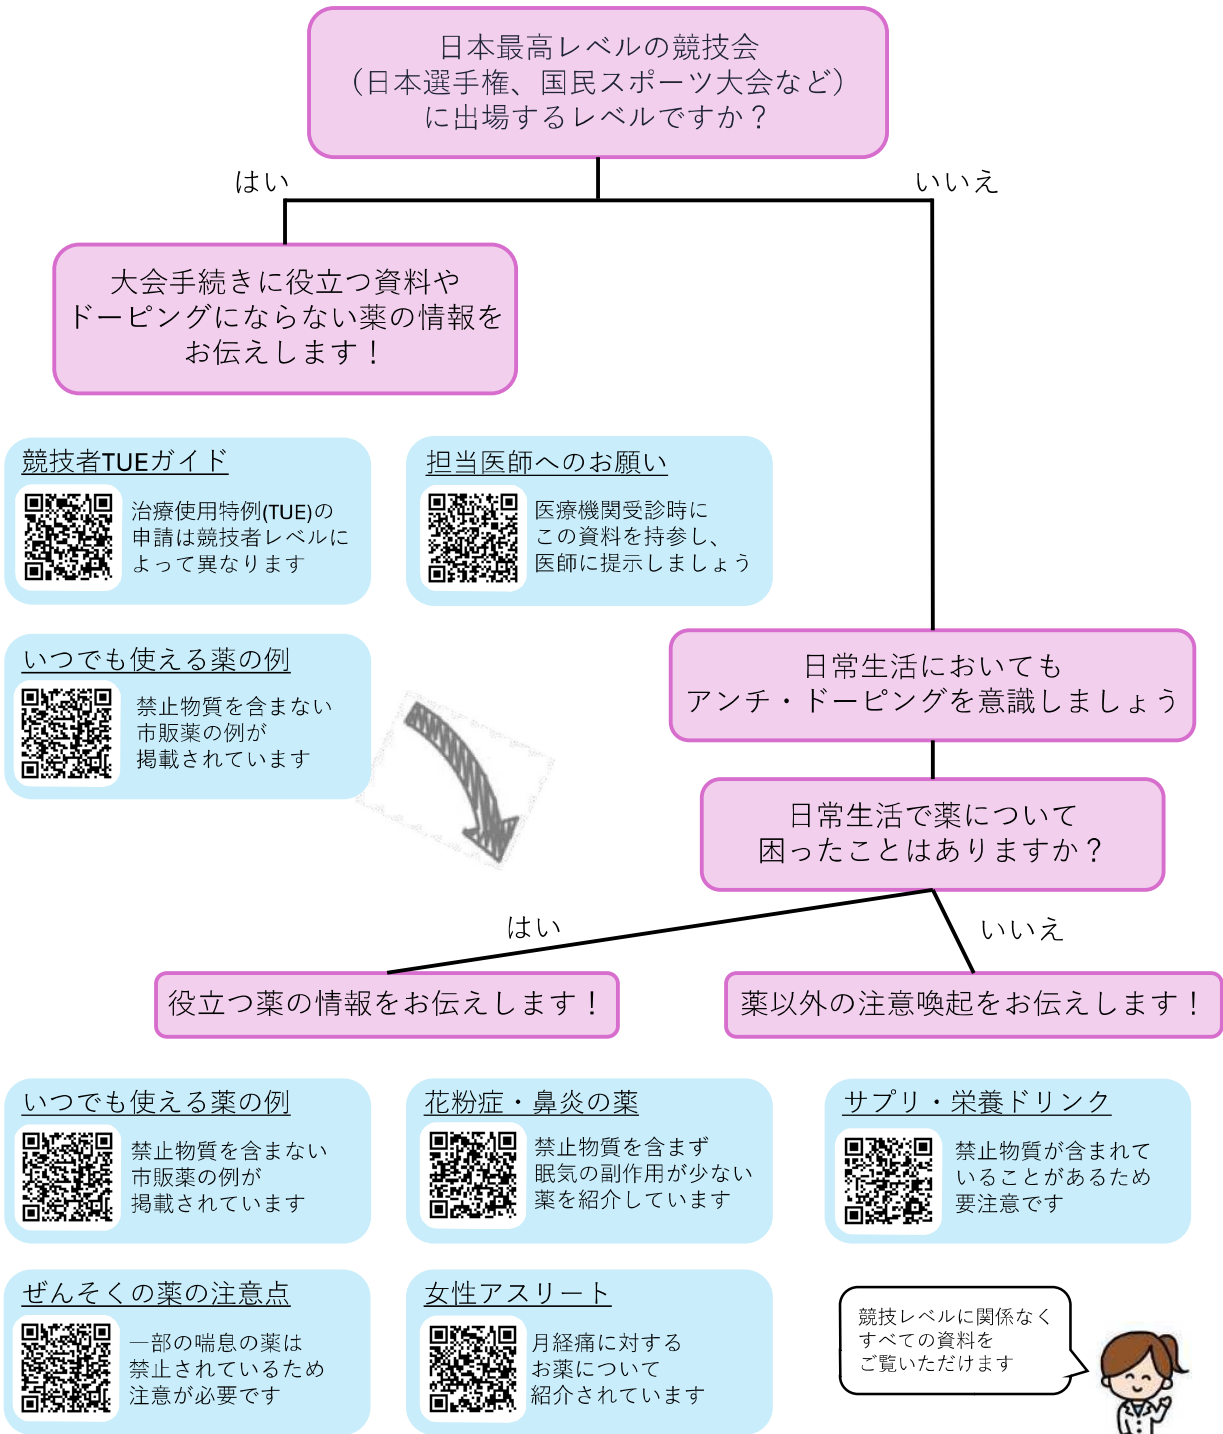 日本最高レベルの競技会
（日本選手権、国民スポーツ大会など）
に出場するレベルですか？
はい
いいえ
大会手続きに役立つ資料や
ドーピングにならない薬の情報を
お伝えします！
競技者TUEガイド
治療使用特例(TUE)の
申請は競技者レベルに
よって異なります
担当医師へのお願い
医療機関受診時に
この資料を持参し、
医師に提示しましょう
いつでも使える薬の例
禁止物質を含まない
市販薬の例が
掲載されています
日常生活においても
アンチ・ドーピングを意識しましょう
日常生活で薬について
困ったことはありますか？
はい
いいえ
役立つ薬の情報をお伝えします！
薬以外の注意喚起をお伝えします！
いつでも使える薬の例
禁止物質を含まない
市販薬の例が
掲載されています
花粉症・鼻炎の薬
禁止物質を含まず
眠気の副作用が少ない
薬を紹介しています
サプリ・栄養ドリンク
禁止物質が含まれて
いることがあるため
要注意です
ぜんそくの薬の注意点
一部の喘息の薬は
禁止されているため
注意が必要です
女性アスリート
月経痛に対する
お薬について
紹介されています
競技レベルに関係なく
すべての資料を
ご覧いただけます